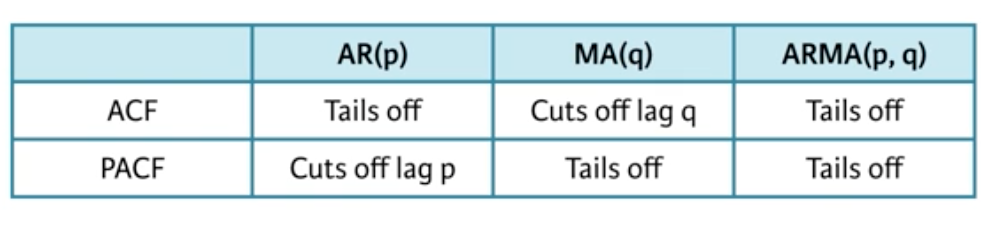 AR(p) MA(q) ARMA(p, q)
ACF Tails off Cuts off lag q Tails off
PACF Cuts off lag p Tails off Tails off